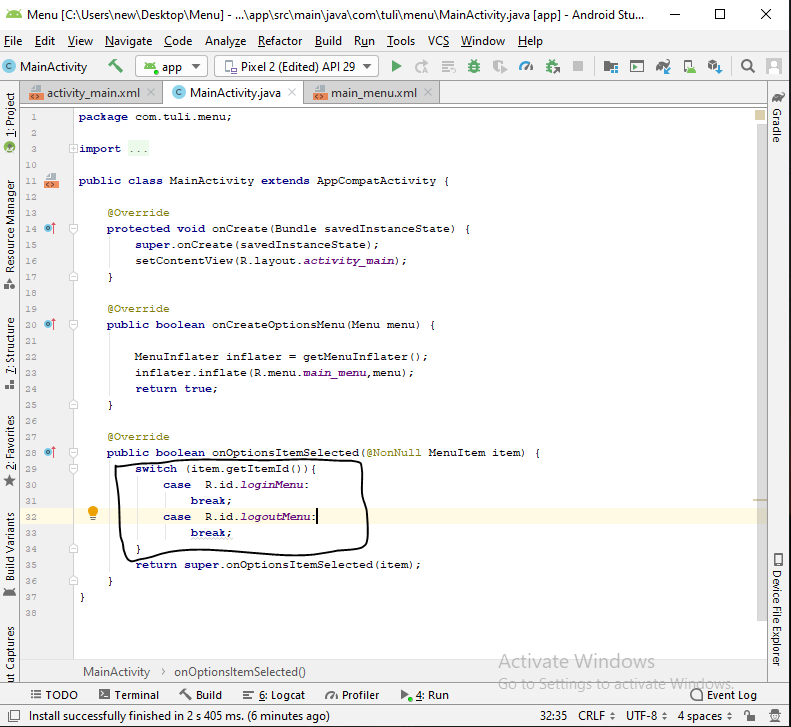 Menu [C:\Users\new\Desktop\Menu] - ...\app\src\main\java\com\tuli\menu\MainActivity.java [app] - Android Stu...
File Edit View Navigate Code Analyze Refactor Build Run Tools VCS Window Help
MainActivity app Pixel 2 (Edited) API 29
activity_main.xml MainActivity.java main_menu.xml
1: Project
Resource Manager
7: Structure
2: Favorites
Build Variants
ut Captures
1 package com.tuli.menu;
2
3 import ...
10
11 public class MainActivity extends AppCompatActivity {
12
13 @Override
14 protected void onCreate(Bundle savedInstanceState) {
15 super.onCreate(savedInstanceState);
16 setContentView(R.layout.activity_main);
17 }
18
19 @Override
20 public boolean onCreateOptionsMenu(Menu menu) {
21
22 MenuInflater inflater = getMenuInflater();
23 inflater.inflate(R.menu.main_menu,menu);
24 return true;
25 }
26
27 @Override
28 public boolean onOptionsItemSelected(@NonNull MenuItem item) {
29 switch (item.getItemId()){
30 case R.id.loginMenu:
31 break;
32 case R.id.logoutMenu:
33 break;
34 }
35 return super.onOptionsItemSelected(item);
36 }
37 }
38
Gradle
Device File Explorer
MainActivity › onOptionsItemSelected()
Activate Windows
Go to Settings to activate Windows.
TODO Terminal Build 6: Logcat Profiler 4: Run Event Log
Install successfully finished in 2 s 405 ms. (6 minutes ago) 32:35 CRLF UTF-8 4 spaces